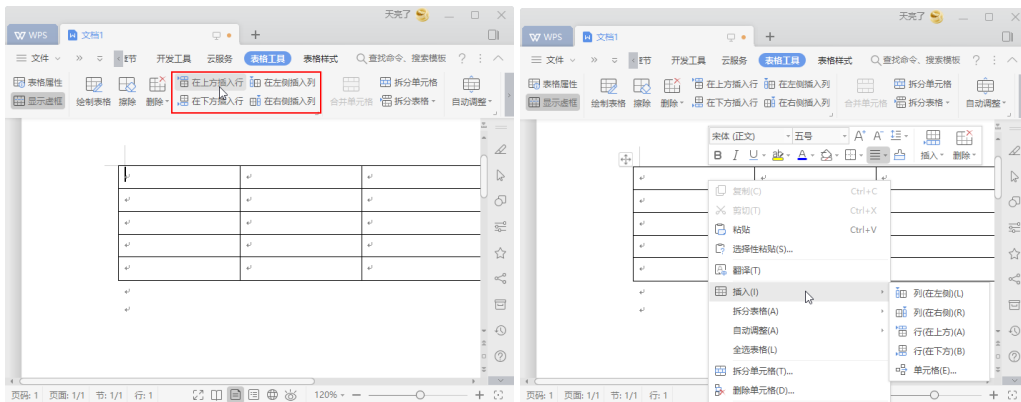 天亮了
WPS
文档1
文件
章节
开发工具
云服务
表格工具
表格样式
查找命令、搜索模板
表格属性
显示虚框
绘制表格
擦除
删除
在上方插入行
在左侧插入列
在下方插入行
在右侧插入列
合并单元格
拆分单元格
拆分表格
自动调整
页码: 1
页面: 1/1
节: 1/1
行: 1
120%
天亮了
WPS
文档1
文件
章节
开发工具
云服务
表格工具
表格样式
查找命令、搜索模板
表格属性
显示虚框
绘制表格
擦除
删除
在上方插入行
在左侧插入列
在下方插入行
在右侧插入列
合并单元格
拆分单元格
拆分表格
自动调整
宋体 (正文)
五号
A⁺ A⁻
B I U ab A
插入
删除
复制(C) Ctrl+C
剪切(T) Ctrl+X
粘贴 Ctrl+V
选择性粘贴(S)...
翻译(T)
插入(I)
拆分表格(A)
自动调整(A)
全选表格(L)
拆分单元格(T)...
删除单元格(D)...
列(在左侧)(L)
列(在右侧)(R)
行(在上方)(A)
行(在下方)(B)
单元格(E)...
页码: 1
页面: 1/1
节: 1/1
行: 1